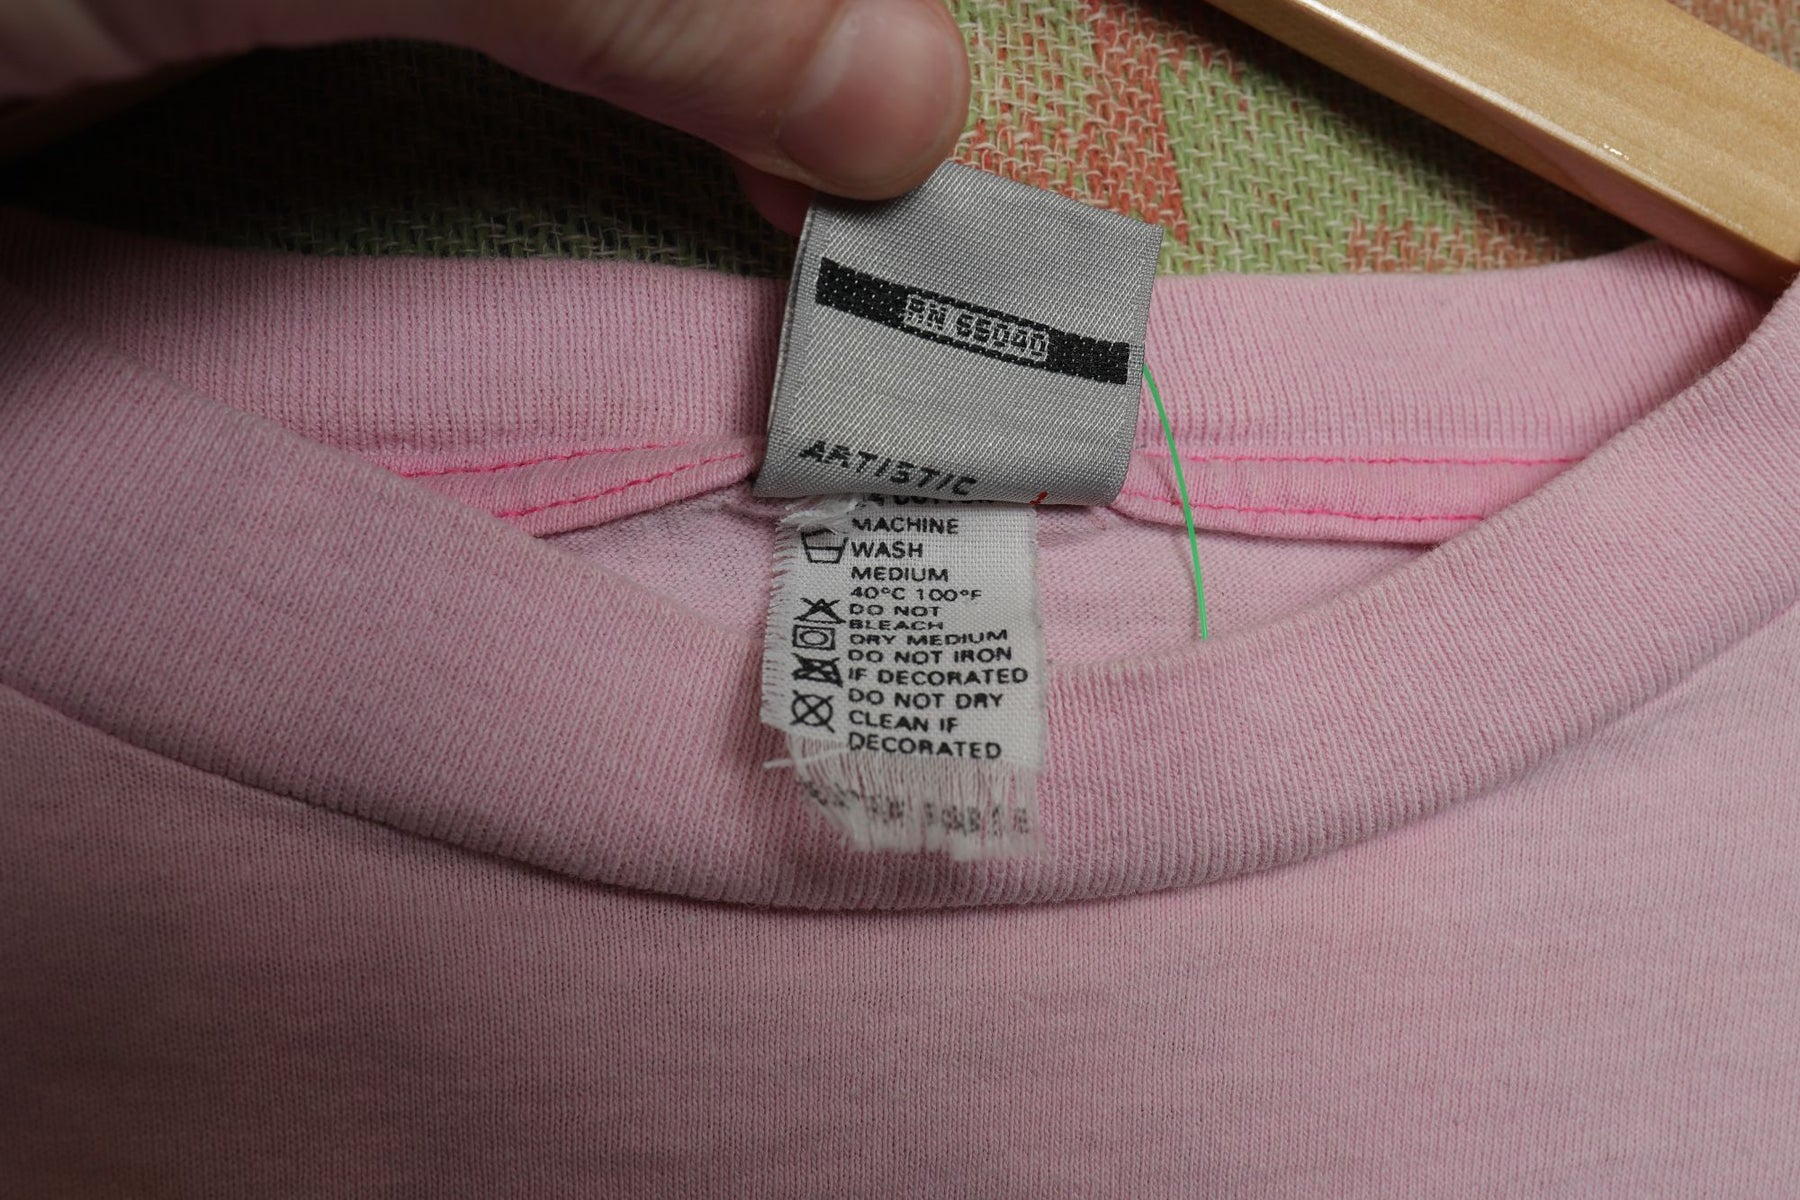 RN 66040
ARTISTIC
MACHINE
WASH
MEDIUM
40°C 100°F
DO NOT
BLEACH
DRY MEDIUM
DO NOT IRON
IF DECORATED
DO NOT DRY
CLEAN IF
DECORATED